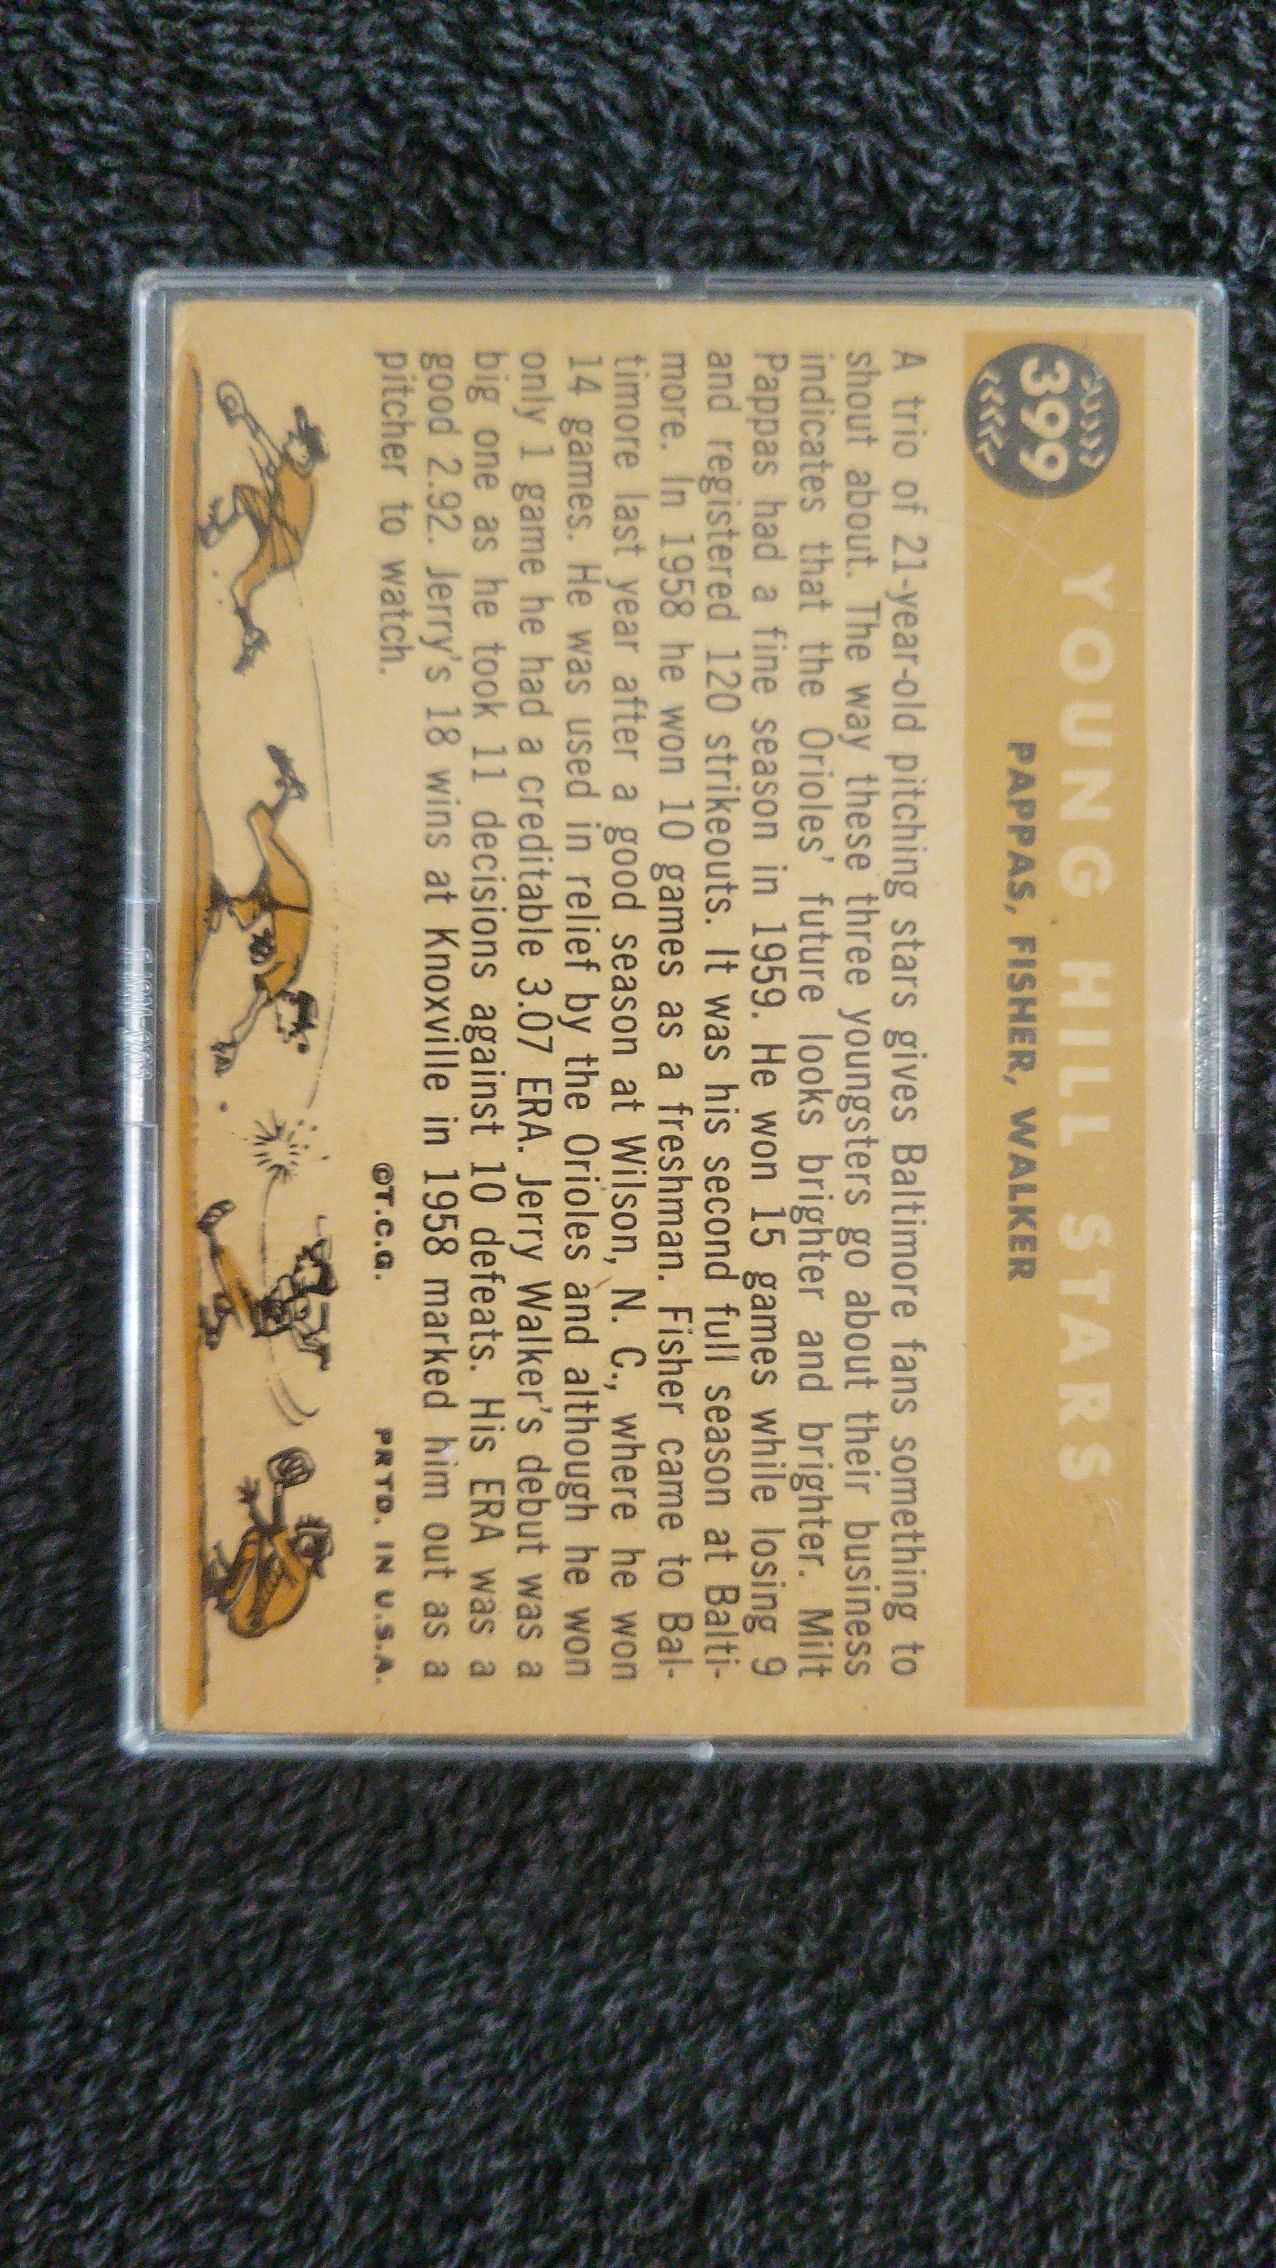 399
YOUNG HILL STARS
PAPPAS, FISHER, WALKER
A trio of 21-year-old pitching stars gives Baltimore fans something to
shout about. The way these three youngsters go about their business
indicates that the Orioles' future looks brighter and brighter. Milt
Pappas had a fine season in 1959. He won 15 games while losing 9
and registered 120 strikeouts. It was his second full season at Balti-
more. In 1958 he won 10 games as a freshman. Fisher came to Bal-
timore last year after a good season at Wilson, N. C., where he won
14 games. He was used in relief by the Orioles and although he won
only 1 game he had a creditable 3.07 ERA. Jerry Walker's debut was a
big one as he took 11 decisions against 10 defeats. His ERA was a
good 2.92. Jerry's 18 wins at Knoxville in 1958 marked him out as a
pitcher to watch.
©T.C.G. PRTD. IN U.S.A.